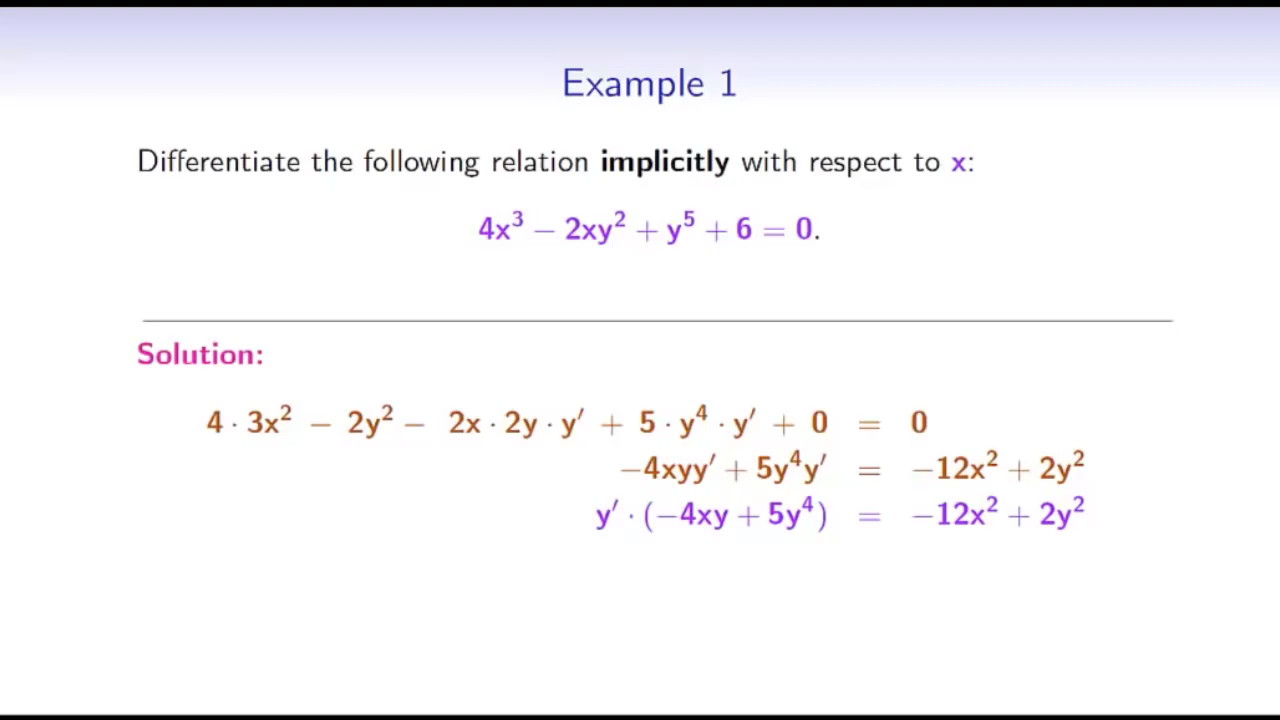 Example 1
Differentiate the following relation implicitly with respect to x:
4x³ − 2xy² + y⁵ + 6 = 0.
Solution:
4 · 3x² − 2y² − 2x · 2y · y′ + 5 · y⁴ · y′ + 0 = 0
−4xyy′ + 5y⁴y′ = −12x² + 2y²
y′ · (−4xy + 5y⁴) = −12x² + 2y²